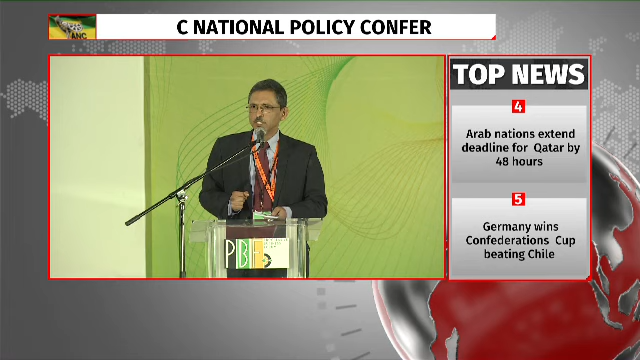 ANC
C NATIONAL POLICY CONFER
TOP NEWS
4
Arab nations extend
deadline for Qatar by
48 hours
5
Germany wins
Confederations Cup
beating Chile
PBF